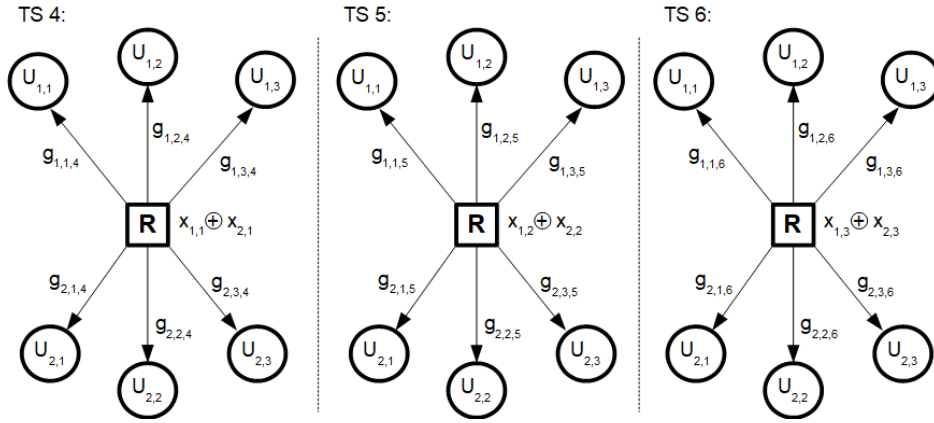 TS 4:
U1,1
U1,2
U1,3
g1,1,4
g1,2,4
g1,3,4
R
x1,1⊕ x2,1
g2,1,4
g2,2,4
g2,3,4
U2,1
U2,2
U2,3
TS 5:
U1,1
U1,2
U1,3
g1,1,5
g1,2,5
g1,3,5
R
x1,2⊕ x2,2
g2,1,5
g2,2,5
g2,3,5
U2,1
U2,2
U2,3
TS 6:
U1,1
U1,2
U1,3
g1,1,6
g1,2,6
g1,3,6
R
x1,3⊕ x2,3
g2,1,6
g2,2,6
g2,3,6
U2,1
U2,2
U2,3